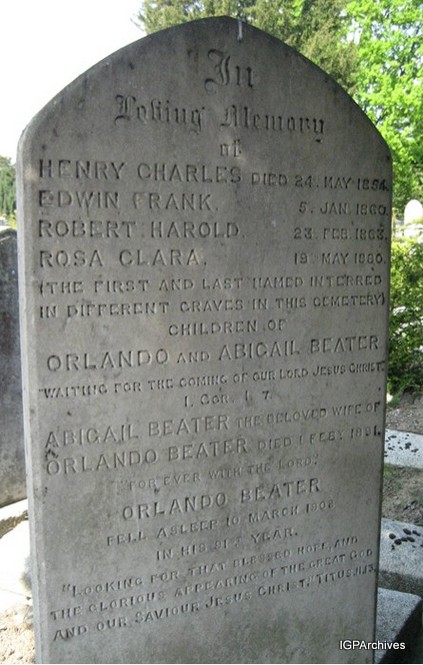 In
Loving Memory
of
HENRY CHARLES DIED 24. MAY 1854.
EDWIN FRANK. 5. JAN. 1860.
ROBERT HAROLD. 23. FEB. 1863.
ROSA CLARA. 19. MAY 1880.
(THE FIRST AND LAST NAMED INTERRED
IN DIFFERENT GRAVES IN THIS CEMETERY)
CHILDREN OF
ORLANDO AND ABIGAIL BEATER.
"WAITING FOR THE COMING OF OUR LORD JESUS CHRIST."
1. COR. 1. 7.
ABIGAIL BEATER THE BELOVED WIFE OF
ORLANDO BEATER DIED 1 FEBY. 1891.
"FOR EVER WITH THE LORD."
ORLANDO BEATER
FELL ASLEEP 10 MARCH
IN HIS YEAR.
"LOOKING FOR THAT BLESSED HOPE, AND
THE GLORIOUS APPEARING OF THE GREAT GOD
AND OUR SAVIOUR JESUS CHRIST." TITUS
IGPArchives